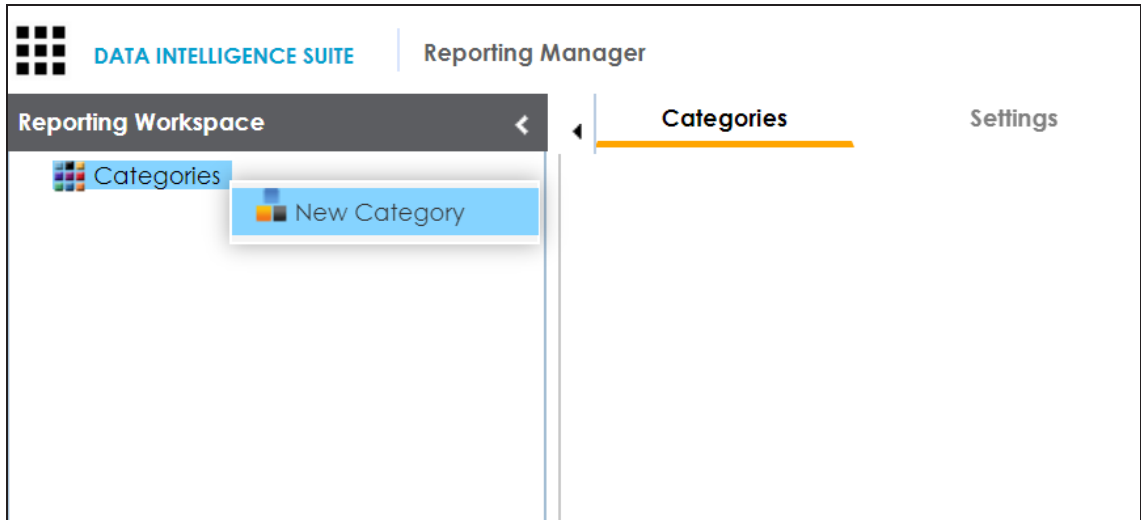 DATA INTELLIGENCE SUITE
Reporting Manager
Reporting Workspace
Categories
Settings
Categories
New Category